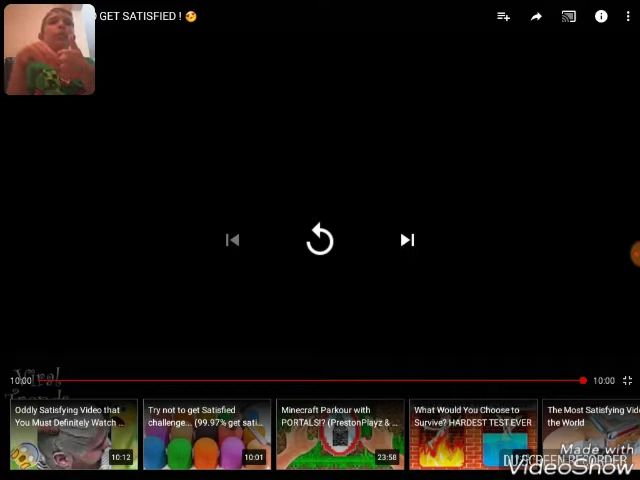 GET SATISFIED !
Viral
Trends
10:00
10:00
Oddly Satisfying Video that
You Must Definitely Watch ...
10:12
Try not to get Satisfied
challenge... (99.97% get sati...
10:01
Minecraft Parkour with
PORTALS!? (PrestonPlayz & ...
23:58
What Would You Choose to
Survive? HARDEST TEST EVER
The Most Satisfying Vid
the World
DU SCREEN RECORDER
Made with
VideoShow